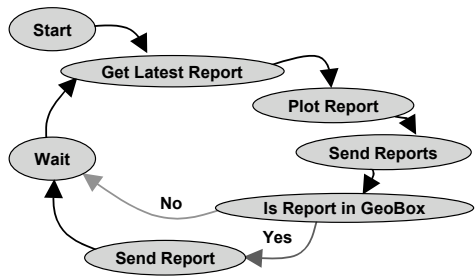 Start
Get Latest Report
Plot Report
Send Reports
Wait
No
Is Report in GeoBox
Yes
Send Report